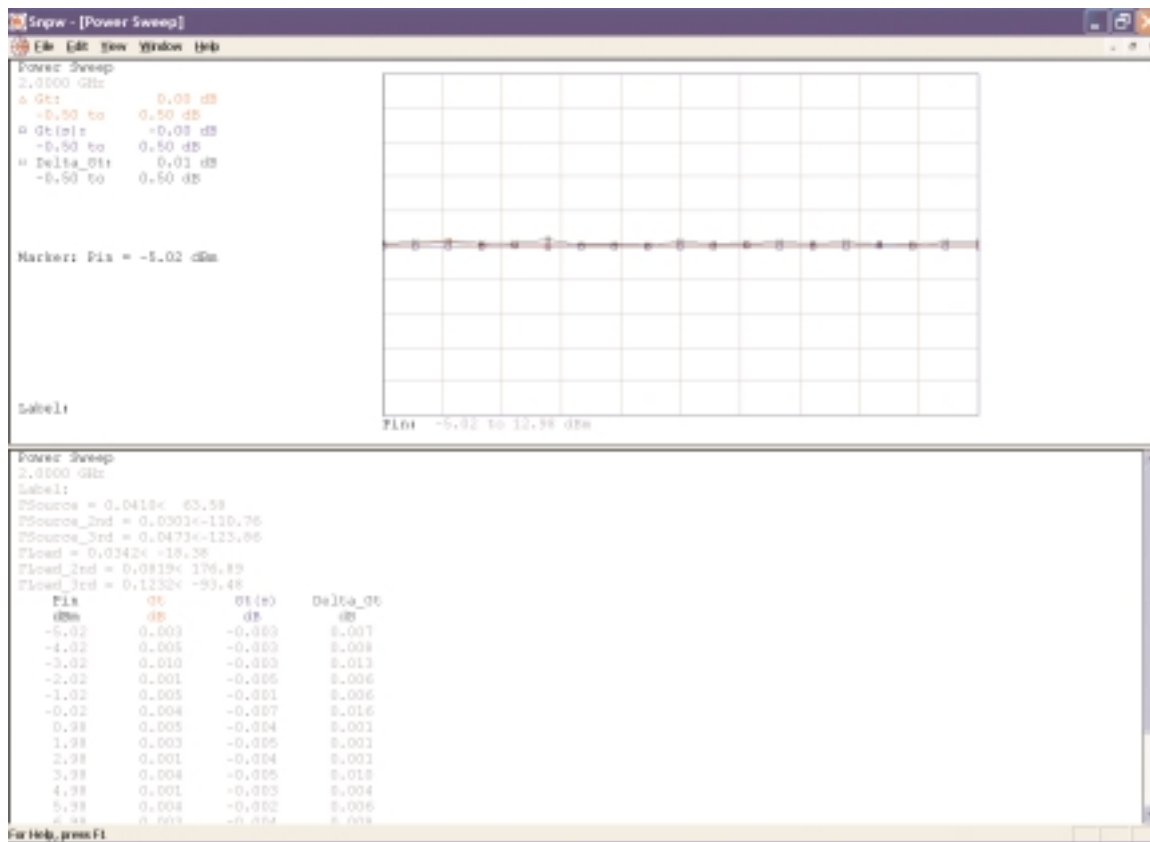 Snpw - [Power Sweep]
File Edit View Window Help
Power Sweep
2.0000 GHz
Gt: 0.00 dB
-0.50 to 0.50 dB
Gt(s): -0.00 dB
-0.50 to 0.50 dB
Delta_Gt: 0.01 dB
-0.50 to 0.50 dB
Marker: Pin = -5.02 dBm
Label:
Pin: -5.02 to 12.98 dBm
Power Sweep
2.0000 GHz
Label:
PSource = 0.0410< 63.58
PSource_2nd = 0.0301<-110.76
PSource_3rd = 0.0473<-123.86
= 0.0342< -18.38
= 0.0819< 176.89
= 0.1232< -93.48
Pin Gt Gt(s) Delta_Gt
dBm dB dB dB
-5.02 0.003 -0.003 0.007
-4.02 0.005 -0.003 0.008
-3.02 0.010 -0.003 0.013
-2.02 0.001 -0.005 0.006
-1.02 0.005 -0.001 0.006
-0.02 0.004 -0.007 0.016
0.98 0.005 -0.004 0.001
1.98 0.003 -0.005 0.001
2.98 0.001 -0.004 0.001
3.98 0.004 -0.005 0.010
4.98 0.001 -0.003 0.004
5.98 0.004 -0.002 0.006
6.98 0.003 -0.004
For Help, press F1